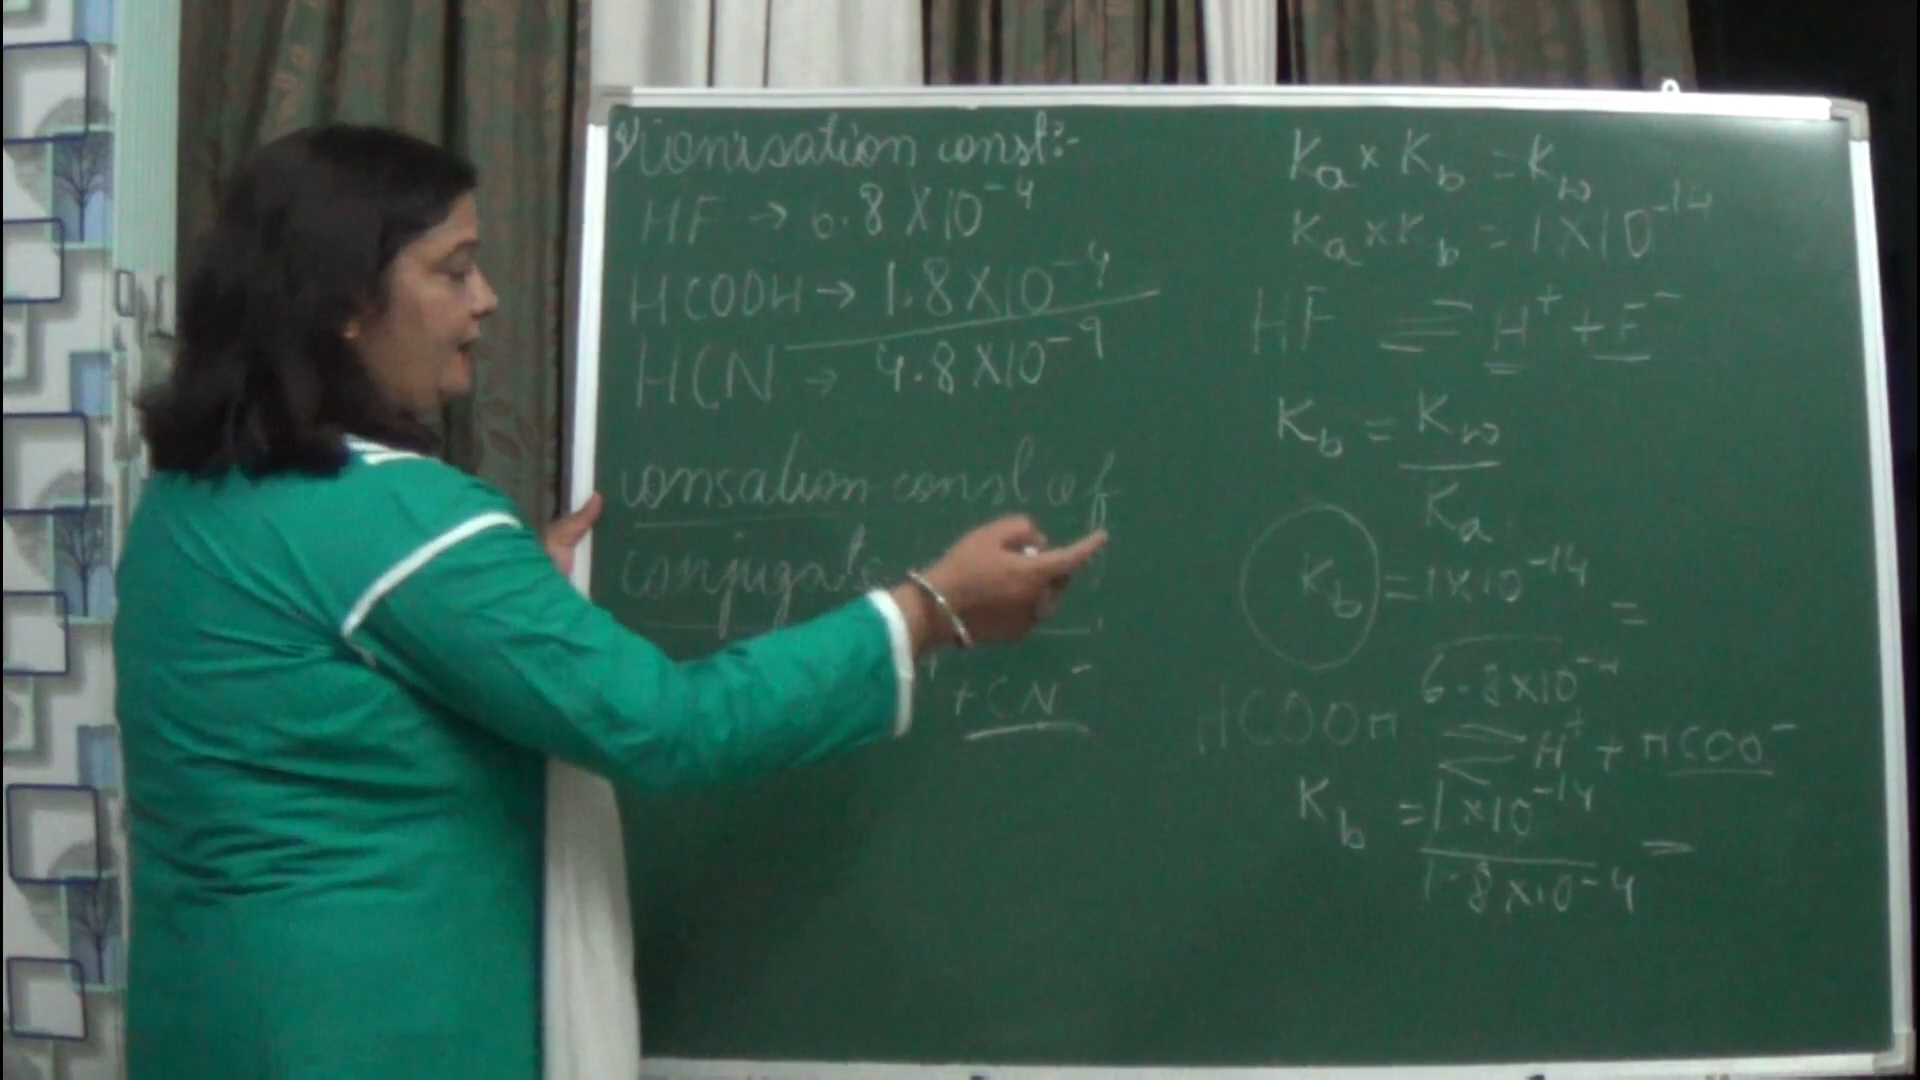 ionisation const:-
HF → 6.8 X 10⁻⁴
HCOOH → 1.8 X 10⁻⁴
HCN → 4.8 X 10⁻⁹
ionsation const of
conjugate
+ CN⁻
Ka × Kb = Kw
Ka × Kb = 1 X 10⁻¹⁴
HF ⇌ H⁺ + F⁻
Kb = Kw
Ka
Kb = 1 x 10⁻¹⁴ =
6.8 x 10⁻⁴
HCOOH ⇌ H⁺ + HCOO⁻
Kb = 1 x 10⁻¹⁴ =
1.8 x 10⁻⁴